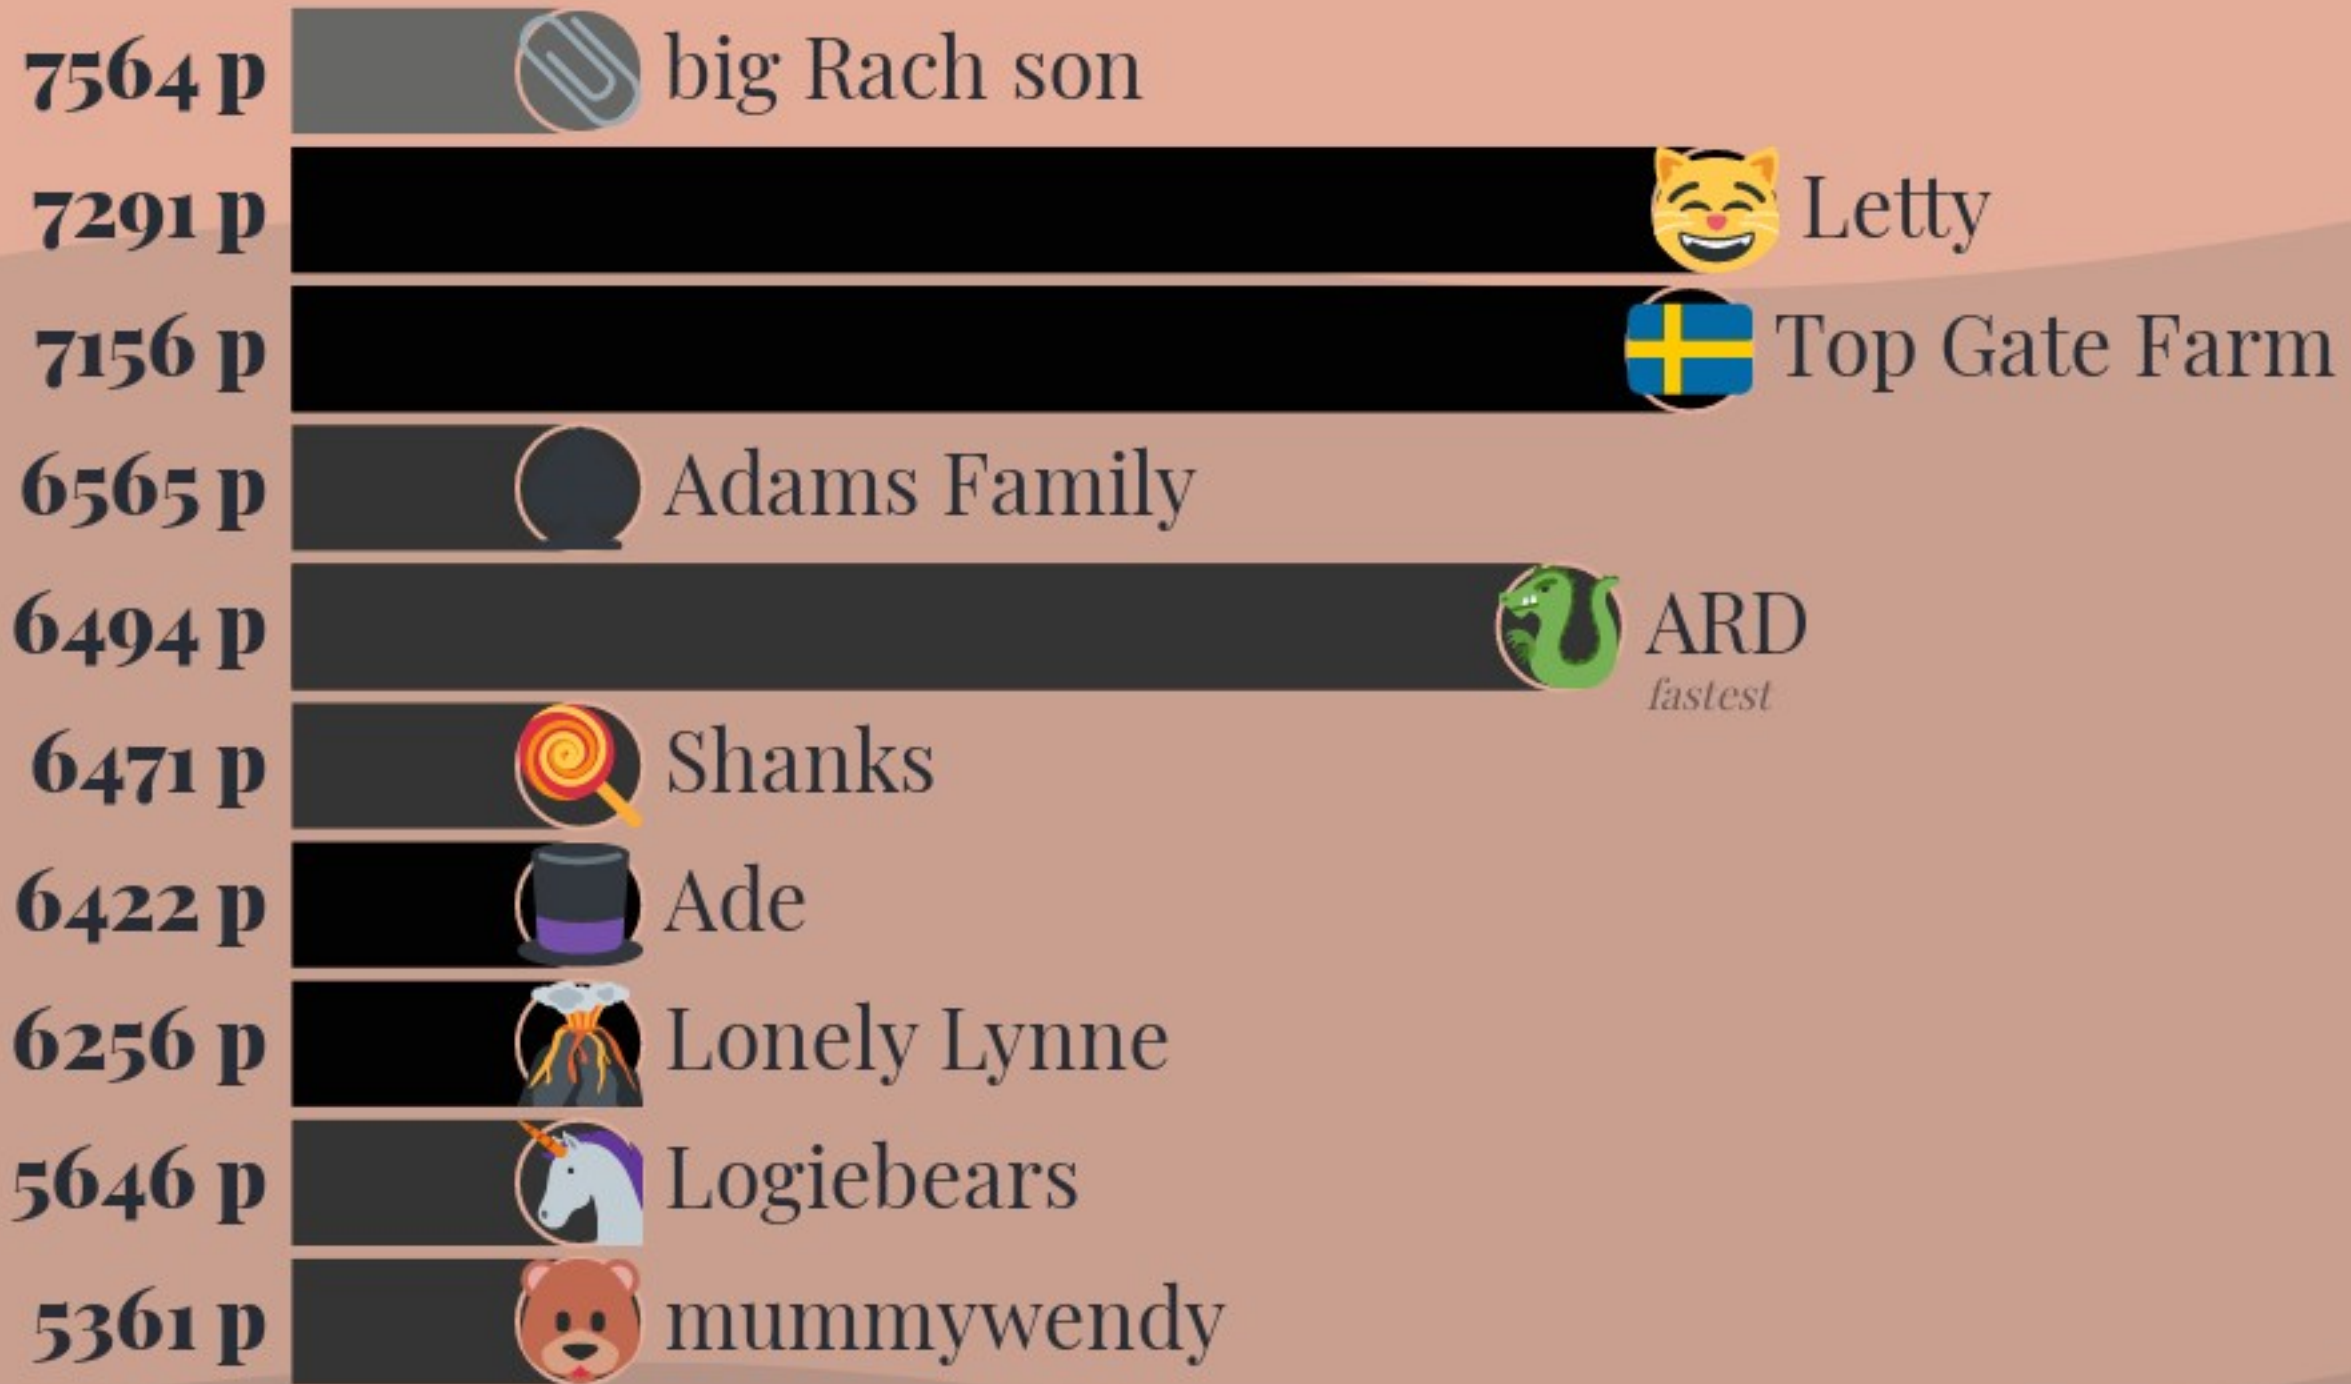 7564 p big Rach son
7291 p Letty
7156 p Top Gate Farm
6565 p Adams Family
6494 p ARD
fastest
6471 p Shanks
6422 p Ade
6256 p Lonely Lynne
5646 p Logiebears
5361 p mummywendy